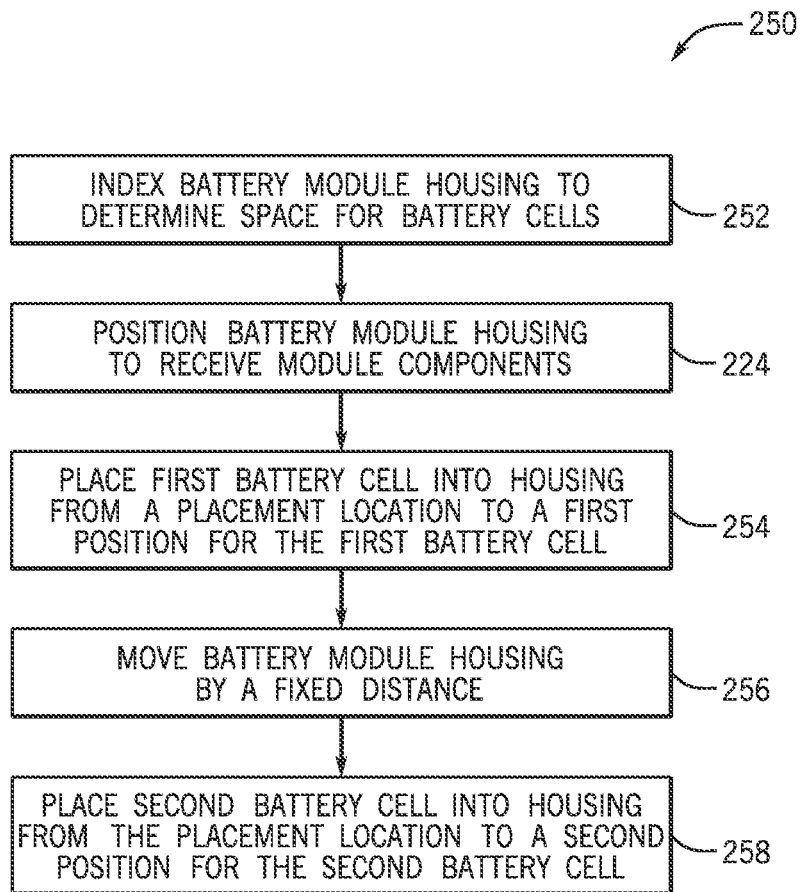 250
INDEX BATTERY MODULE HOUSING TO
DETERMINE SPACE FOR BATTERY CELLS
252
POSITION BATTERY MODULE HOUSING
TO RECEIVE MODULE COMPONENTS
224
PLACE FIRST BATTERY CELL INTO HOUSING
FROM A PLACEMENT LOCATION TO A FIRST
POSITION FOR THE FIRST BATTERY CELL
254
MOVE BATTERY MODULE HOUSING
BY A FIXED DISTANCE
256
PLACE SECOND BATTERY CELL INTO HOUSING
FROM THE PLACEMENT LOCATION TO A SECOND
POSITION FOR THE SECOND BATTERY CELL
258